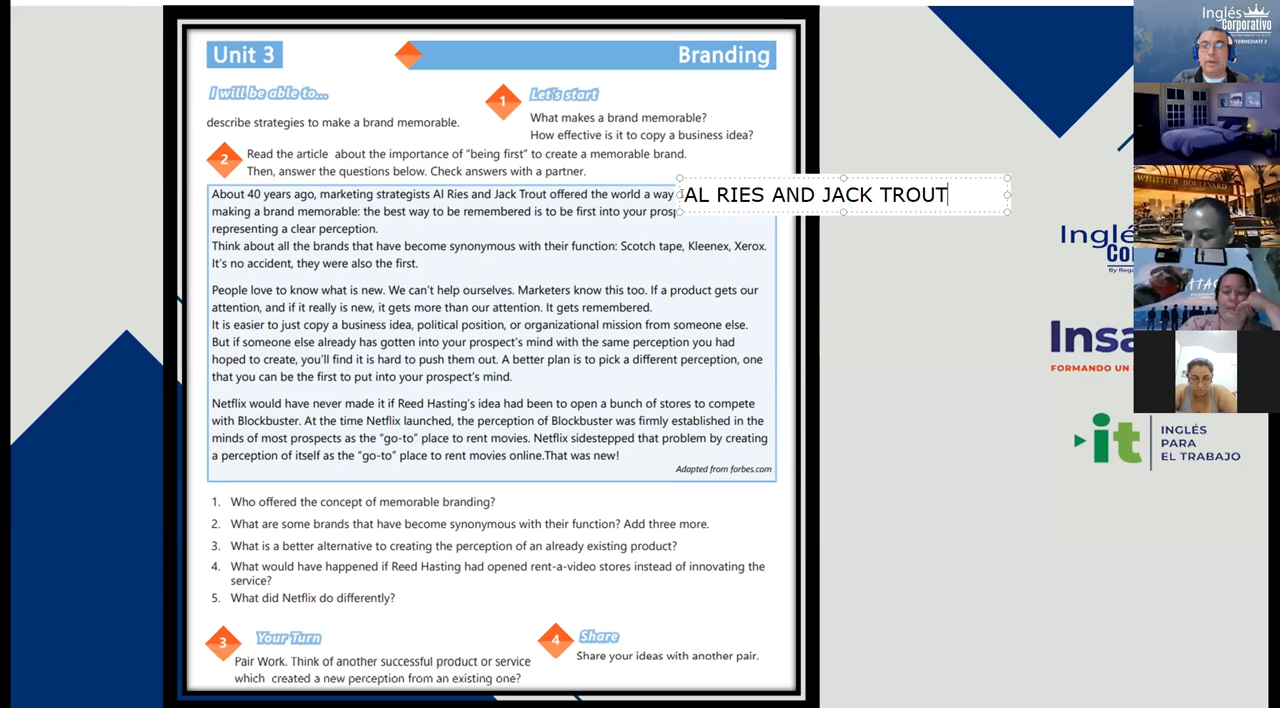 Unit 3
Branding
I will be able to...
describe strategies to make a brand memorable.
1
Let's start
What makes a brand memorable?
How effective is it to copy a business idea?
2
Read the article about the importance of "being first" to create a memorable brand.
Then, answer the questions below. Check answers with a partner.
About 40 years ago, marketing strategists Al Ries and Jack Trout offered the world a way
AL RIES AND JACK TROUT
making a brand memorable: the best way to be remembered is to be first into your
representing a clear perception.
Think about all the brands that have become synonymous with their function: Scotch tape, Kleenex, Xerox.
It's no accident, they were also the first.
People love to know what is new. We can't help ourselves. Marketers know this too. If a product gets our
attention, and if it really is new, it gets more than our attention. It gets remembered.
It is easier to just copy a business idea, political position, or organizational mission from someone else.
But if someone else already has gotten into your prospect's mind with the same perception you had
hoped to create, you'll find it is hard to push them out. A better plan is to pick a different perception, one
that you can be the first to put into your prospect's mind.
Netflix would have never made it if Reed Hasting's idea had been to open a bunch of stores to compete
with Blockbuster. At the time Netflix launched, the perception of Blockbuster was firmly established in the
minds of most prospects as the "go-to" place to rent movies. Netflix sidestepped that problem by creating
a perception of itself as the "go-to" place to rent movies online.That was new!
Adapted from forbes.com
1. Who offered the concept of memorable branding?
2. What are some brands that have become synonymous with their function? Add three more.
3. What is a better alternative to creating the perception of an already existing product?
4. What would have happened if Reed Hasting had opened rent-a-video stores instead of innovating the
service?
5. What did Netflix do differently?
3
Your Turn
Pair Work. Think of another successful product or service
which created a new perception from an existing one?
4
Share
Share your ideas with another pair.
Inglés
Corporativo
INTERMEDIATE 3
WHITTIER BOULEVARD
Inglé
Co
By Rega
Insa
FORMANDO UN
it
INGLÉS
PARA
EL TRABAJO